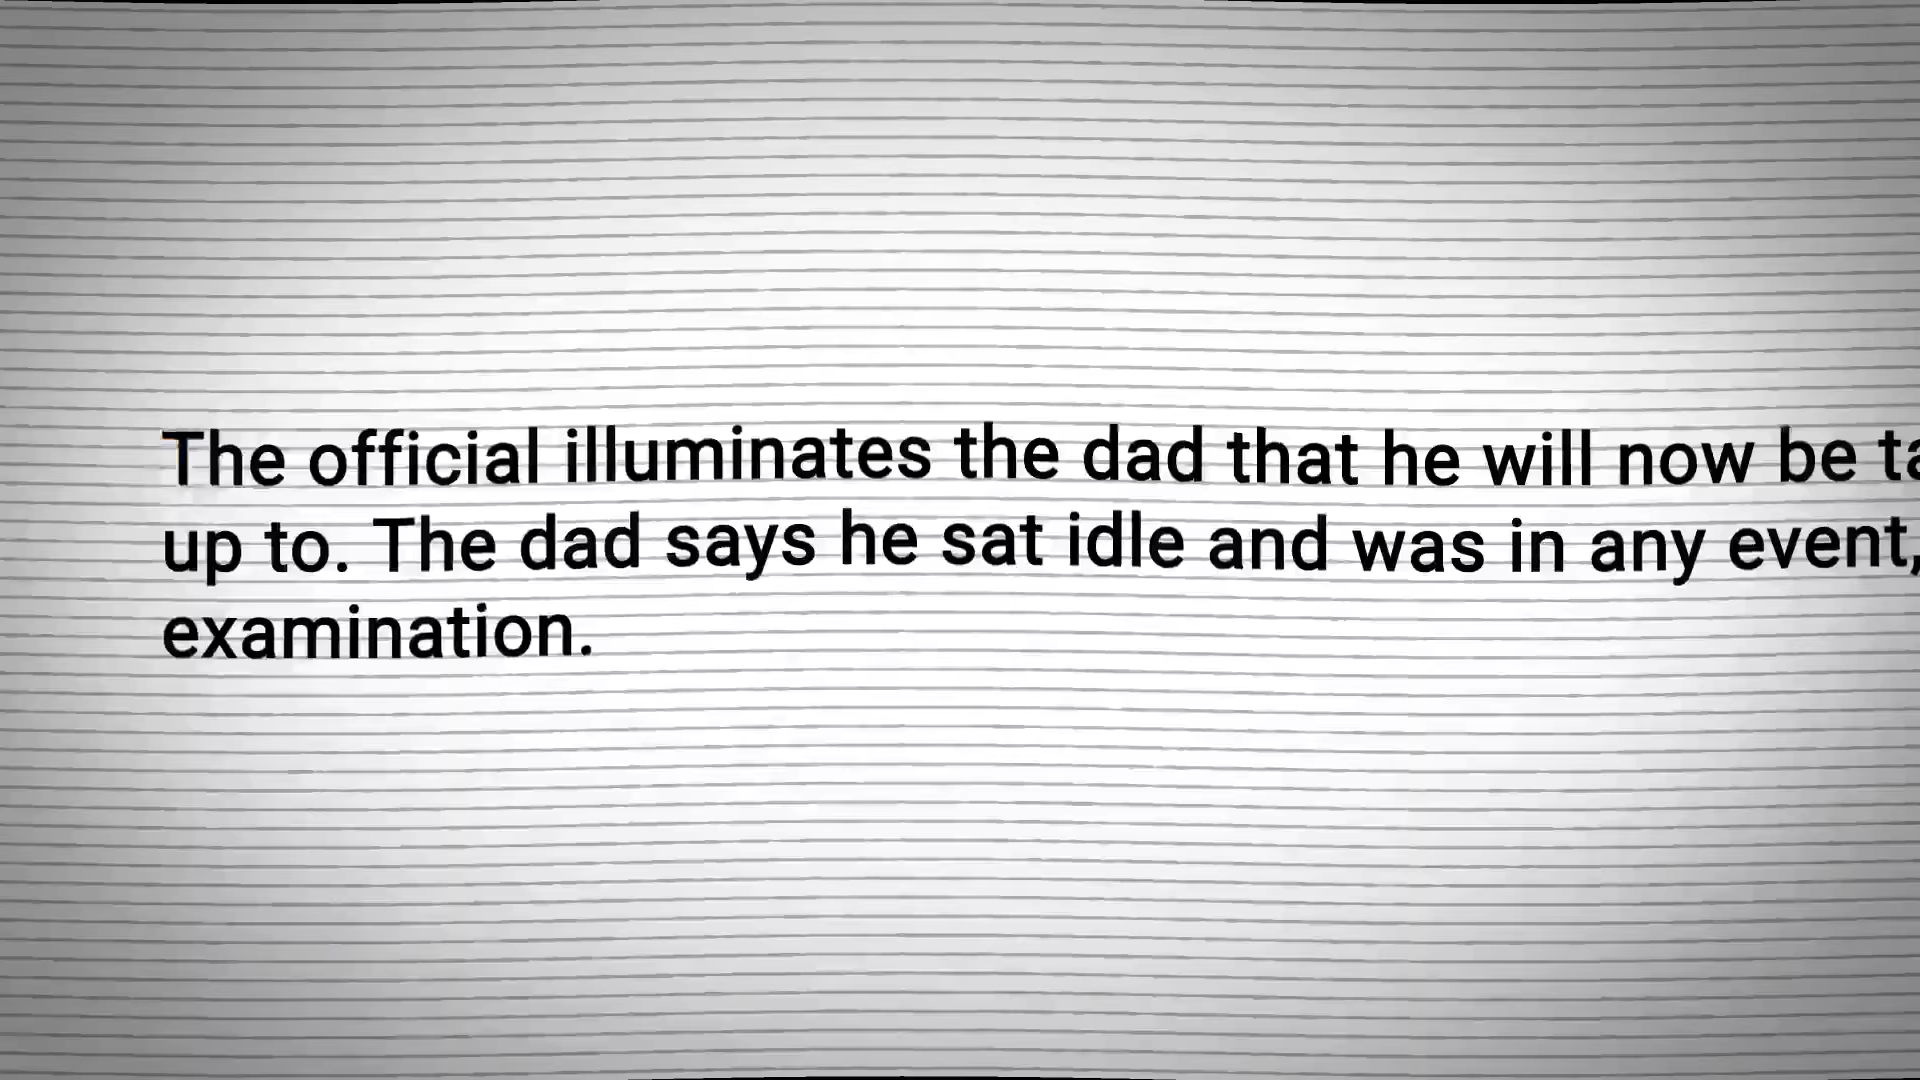 The official illuminates the dad that he will now be
up to. The dad says he sat idle and was in any event,
examination.